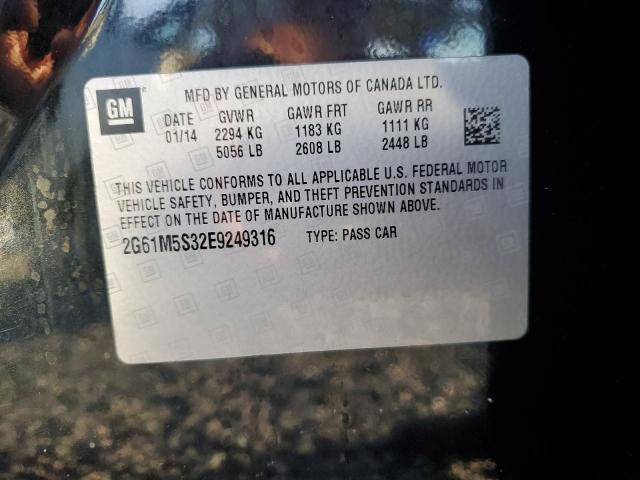 MFD BY GENERAL MOTORS OF CANADA LTD.
GM
DATE GVWR GAWR FRT GAWR RR
01/14 2294 KG 1183 KG 1111 KG
5056 LB 2608 LB 2448 LB
THIS VEHICLE CONFORMS TO ALL APPLICABLE U.S. FEDERAL MOTOR
VEHICLE SAFETY, BUMPER, AND THEFT PREVENTION STANDARDS IN
EFFECT ON THE DATE OF MANUFACTURE SHOWN ABOVE.
2G61M5S32E9249316 TYPE: PASS CAR